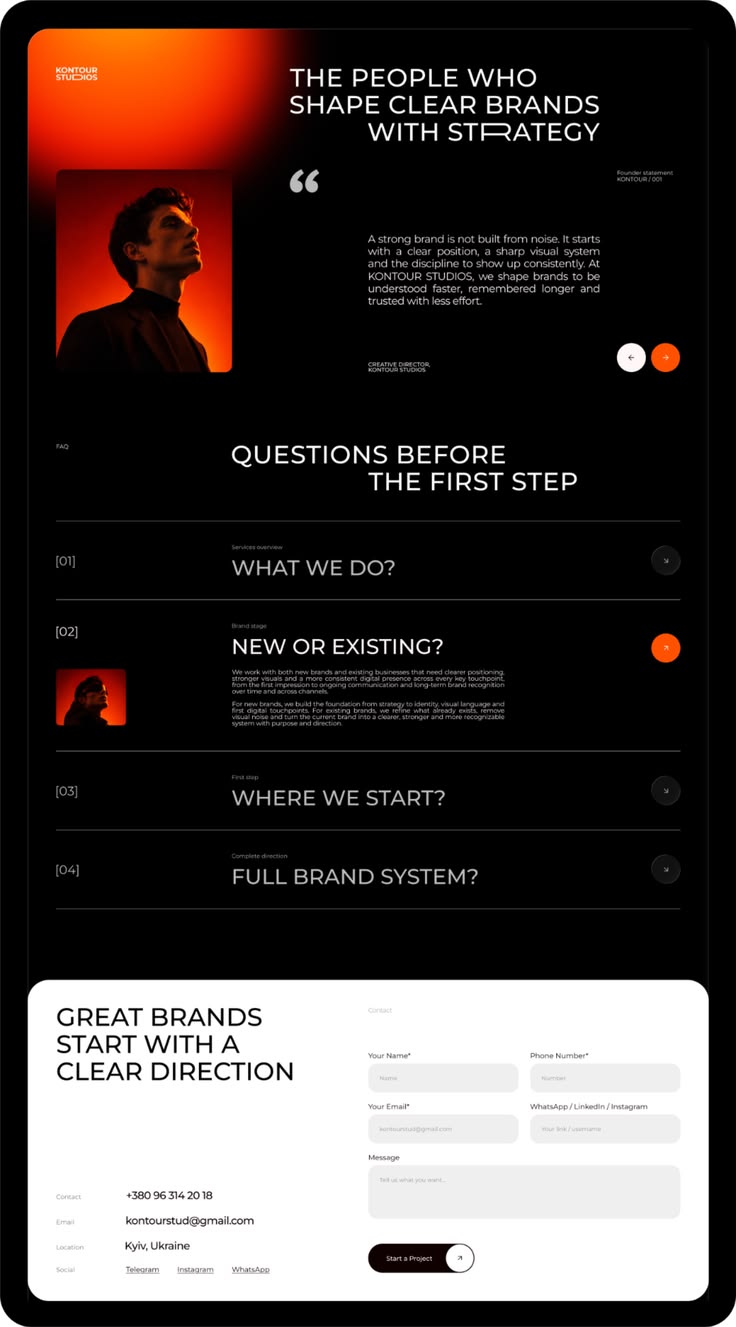 KONTOUR
STUDIOS
THE PEOPLE WHO
SHAPE CLEAR BRANDS
WITH STRATEGY
“
Founder statement
KONTOUR / 001
A strong brand is not built from noise. It starts
with a clear position, a sharp visual system
and the discipline to show up consistently. At
KONTOUR STUDIOS, we shape brands to be
understood faster, remembered longer and
trusted with less effort.
CREATIVE DIRECTOR,
KONTOUR STUDIOS
FAQ
QUESTIONS BEFORE
THE FIRST STEP
[01]
Services overview
WHAT WE DO?
[02]
Brand stage
NEW OR EXISTING?
We work with both new brands and existing businesses that need clearer positioning,
stronger visuals and a more consistent digital presence across every key touchpoint,
from the first impression to ongoing communication and long-term brand recognition
over time and across channels.
For new brands, we build the foundation from strategy to identity, visual language and
first digital touchpoints. For existing brands, we refine what already exists, remove
visual noise and turn the current brand into a clearer, stronger and more recognizable
system with purpose and direction.
[03]
First step
WHERE WE START?
[04]
Complete direction
FULL BRAND SYSTEM?
GREAT BRANDS
START WITH A
CLEAR DIRECTION
Contact +380 96 314 20 18
Email kontourstud@gmail.com
Location Kyiv, Ukraine
Social Telegram Instagram WhatsApp
Contact
Your Name* Phone Number*
Name Number
Your Email* WhatsApp / LinkedIn / Instagram
kontourstud@gmail.com Your link / username
Message
Tell us what you want...
Start a Project